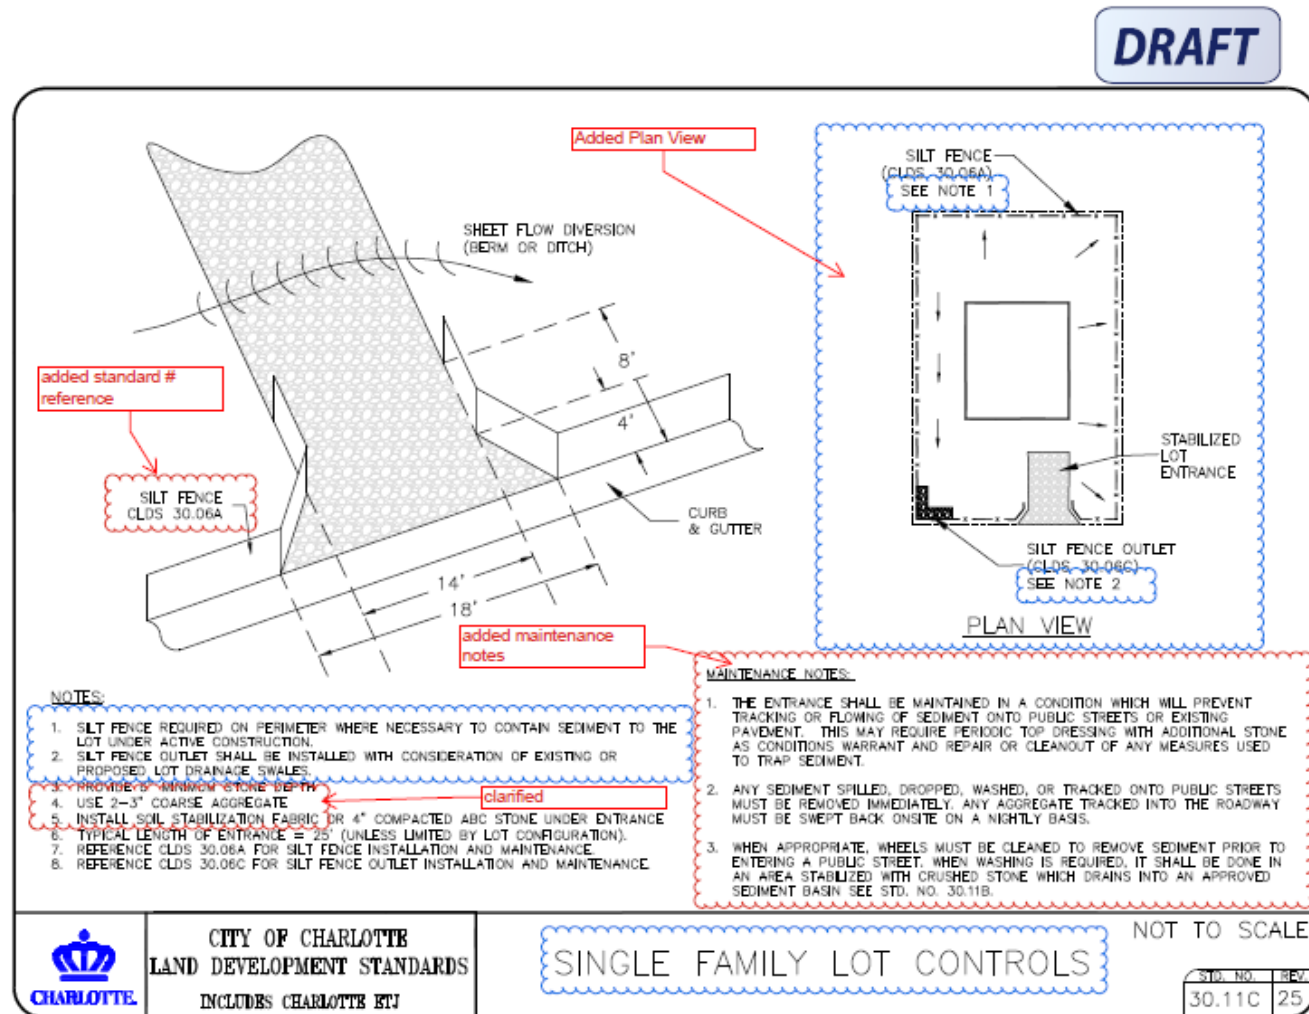 DRAFT
Added Plan View
SILT FENCE
(CLDS 30.06A)
SEE NOTE 1
SHEET FLOW DIVERSION
(BERM OR DITCH)
8'
4'
added standard #
reference
SILT FENCE
CLDS 30.06A
CURB
& GUTTER
14'
18'
STABILIZED
LOT
ENTRANCE
SILT FENCE OUTLET
(CLDS 30.06C)
SEE NOTE 2
PLAN VIEW
added maintenance
notes
NOTES:
1. SILT FENCE REQUIRED ON PERIMETER WHERE NECESSARY TO CONTAIN SEDIMENT TO THE
LOT UNDER ACTIVE CONSTRUCTION.
2. SILT FENCE OUTLET SHALL BE INSTALLED WITH CONSIDERATION OF EXISTING OR
PROPOSED LOT DRAINAGE SWALES.
3. PROVIDE MINIMUM STONE DEPTH
4. USE 2-3" COARSE AGGREGATE
clarified
5. INSTALL SOIL STABILIZATION FABRIC OR 4" COMPACTED ABC STONE UNDER ENTRANCE
6. TYPICAL LENGTH OF ENTRANCE = 25' (UNLESS LIMITED BY LOT CONFIGURATION).
7. REFERENCE CLDS 30.06A FOR SILT FENCE INSTALLATION AND MAINTENANCE.
8. REFERENCE CLDS 30.06C FOR SILT FENCE OUTLET INSTALLATION AND MAINTENANCE.
MAINTENANCE NOTES:
1. THE ENTRANCE SHALL BE MAINTAINED IN A CONDITION WHICH WILL PREVENT
TRACKING OR FLOWING OF SEDIMENT ONTO PUBLIC STREETS OR EXISTING
PAVEMENT. THIS MAY REQUIRE PERIODIC TOP DRESSING WITH ADDITIONAL STONE
AS CONDITIONS WARRANT AND REPAIR OR CLEANOUT OF ANY MEASURES USED
TO TRAP SEDIMENT.
2. ANY SEDIMENT SPILLED, DROPPED, WASHED, OR TRACKED ONTO PUBLIC STREETS
MUST BE REMOVED IMMEDIATELY. ANY AGGREGATE TRACKED INTO THE ROADWAY
MUST BE SWEPT BACK ONSITE ON A NIGHTLY BASIS.
3. WHEN APPROPRIATE, WHEELS MUST BE CLEANED TO REMOVE SEDIMENT PRIOR TO
ENTERING A PUBLIC STREET. WHEN WASHING IS REQUIRED, IT SHALL BE DONE IN
AN AREA STABILIZED WITH CRUSHED STONE WHICH DRAINS INTO AN APPROVED
SEDIMENT BASIN SEE STD. NO. 30.11B.
CHARLOTTE.
CITY OF CHARLOTTE
LAND DEVELOPMENT STANDARDS
INCLUDES CHARLOTTE ETJ
SINGLE FAMILY LOT CONTROLS
NOT TO SCALE
STD. NO. REV.
30.11C 25